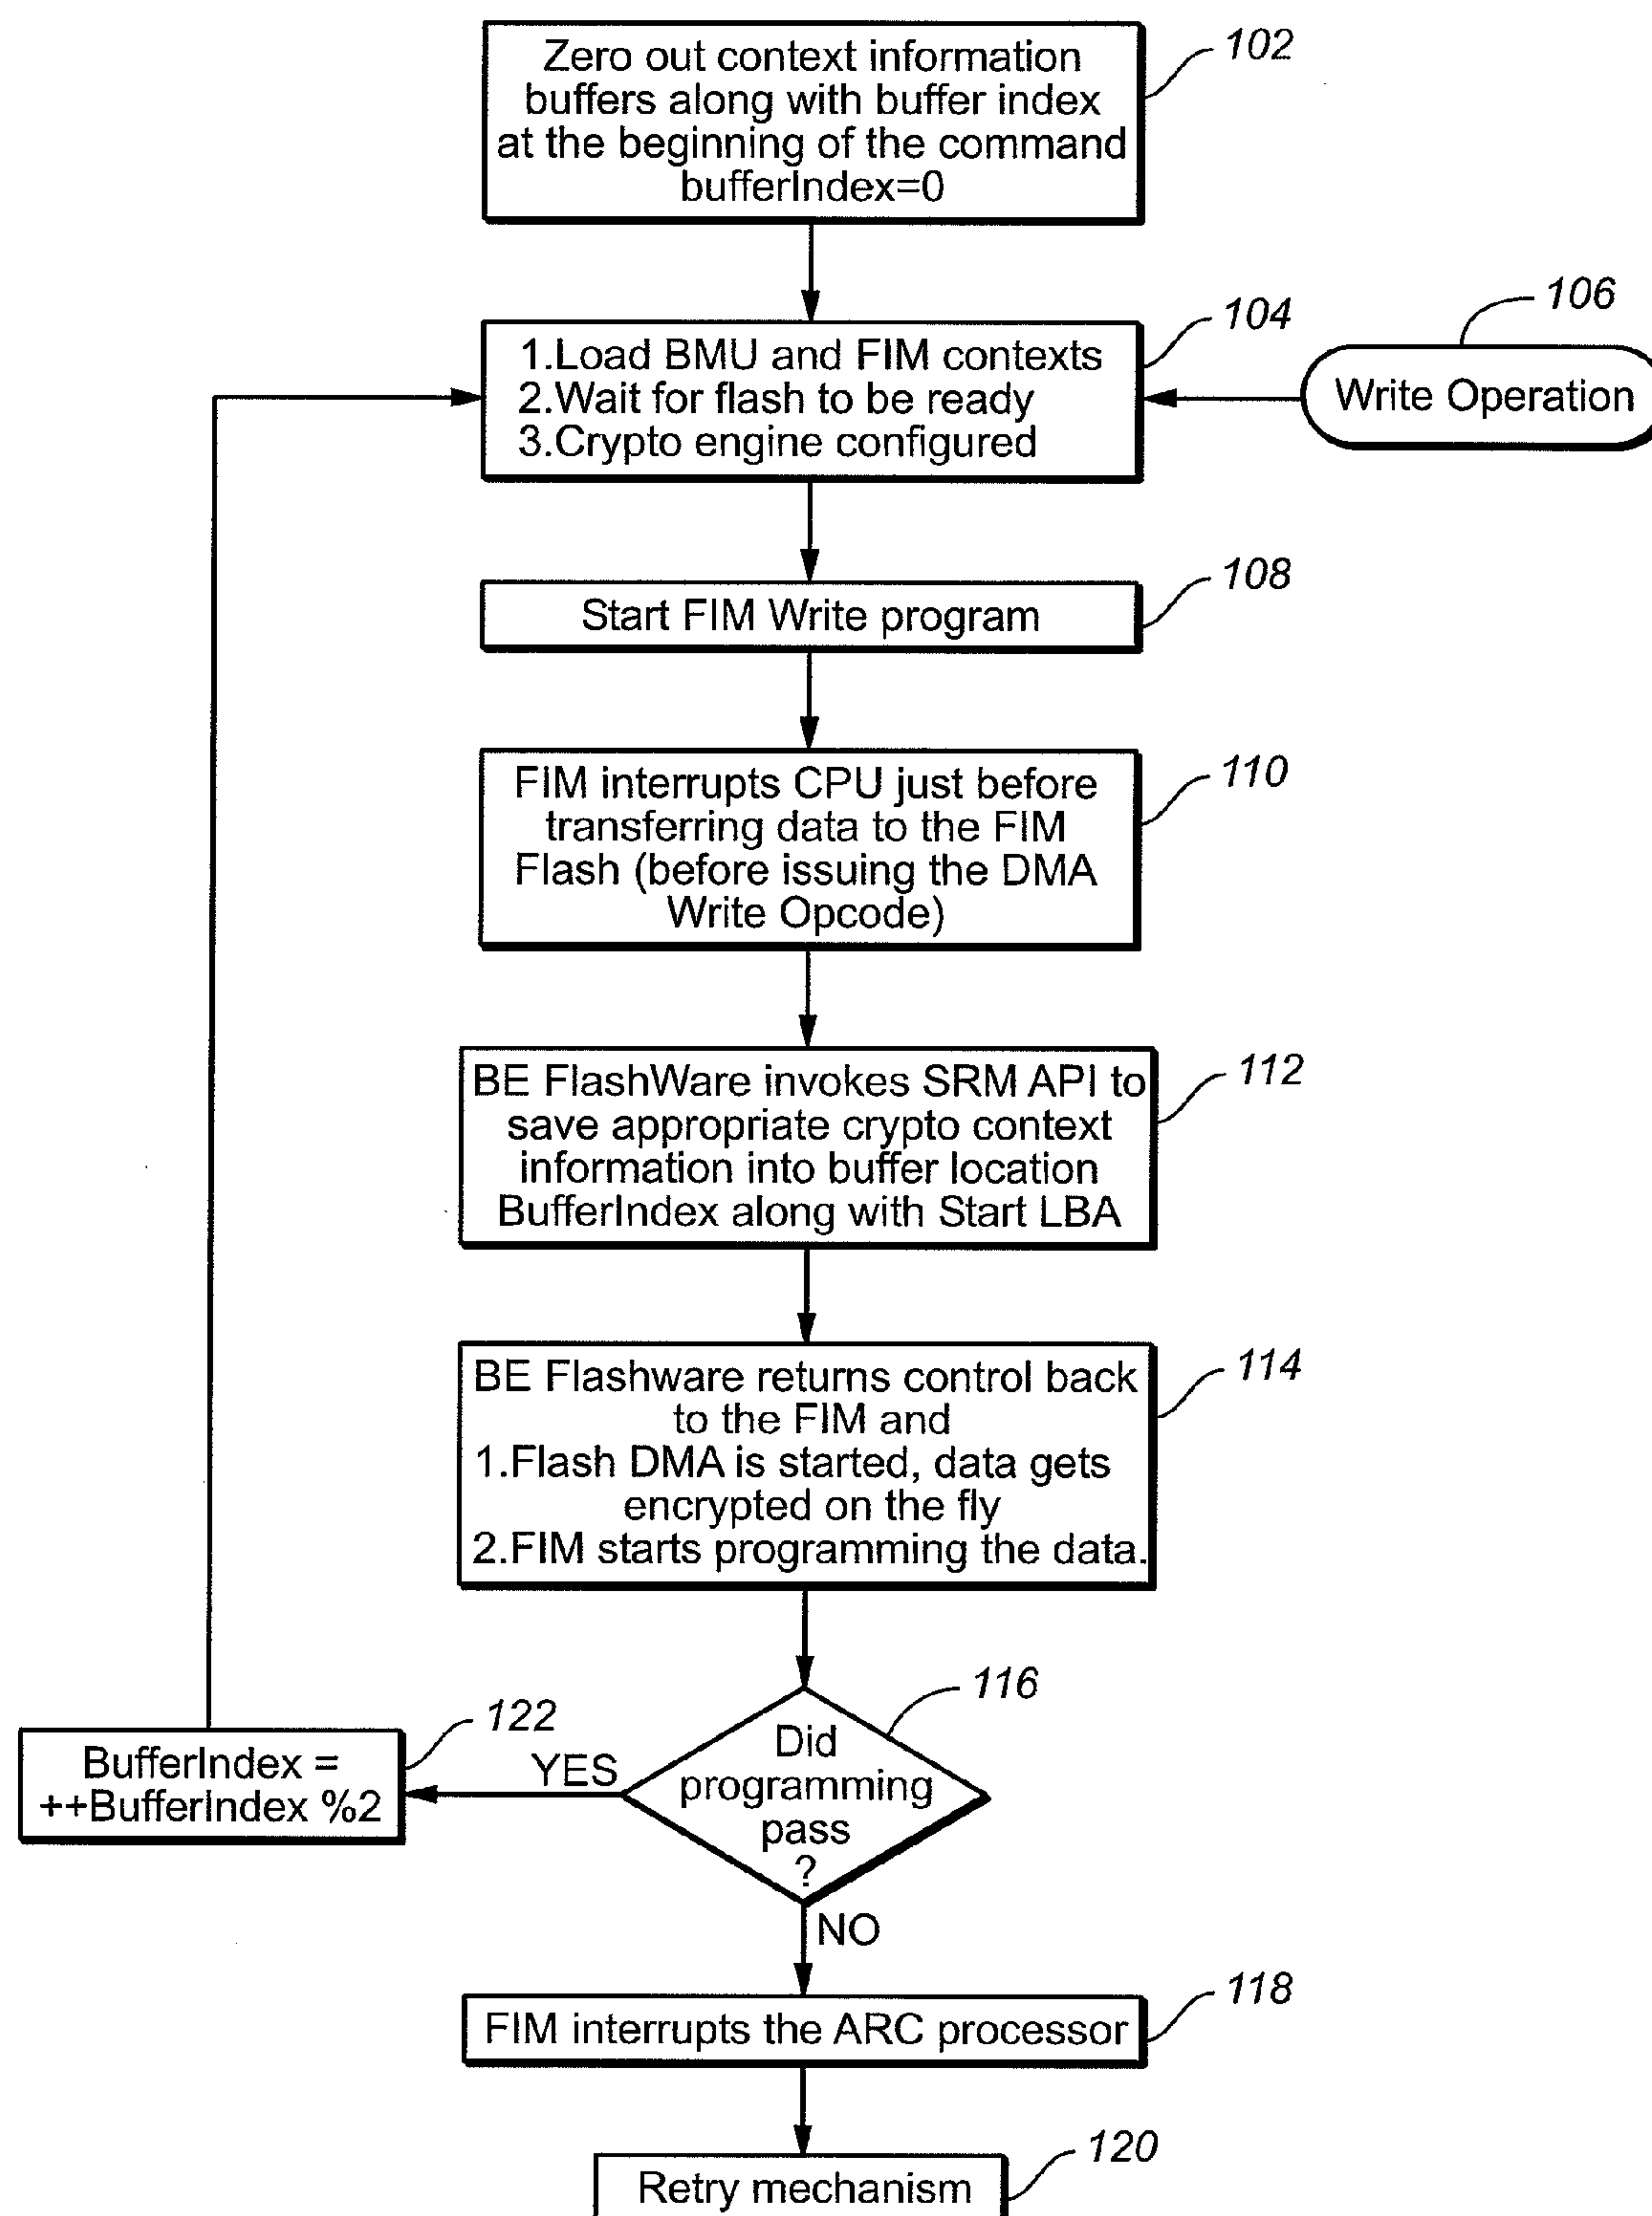 Zero out context information
buffers along with buffer index
at the beginning of the command
bufferIndex=0
102
1.Load BMU and FIM contexts
2.Wait for flash to be ready
3.Crypto engine configured
104
106
Write Operation
Start FIM Write program
108
FIM interrupts CPU just before
transferring data to the FIM
Flash (before issuing the DMA
Write Opcode)
110
BE FlashWare invokes SRM API to
save appropriate crypto context
information into buffer location
BufferIndex along with Start LBA
112
BE Flashware returns control back
to the FIM and
1.Flash DMA is started, data gets
encrypted on the fly
2.FIM starts programming the data.
114
Did
programming
pass
?
116
YES
BufferIndex =
++BufferIndex %2
122
NO
FIM interrupts the ARC processor
118
Retry mechanism
120